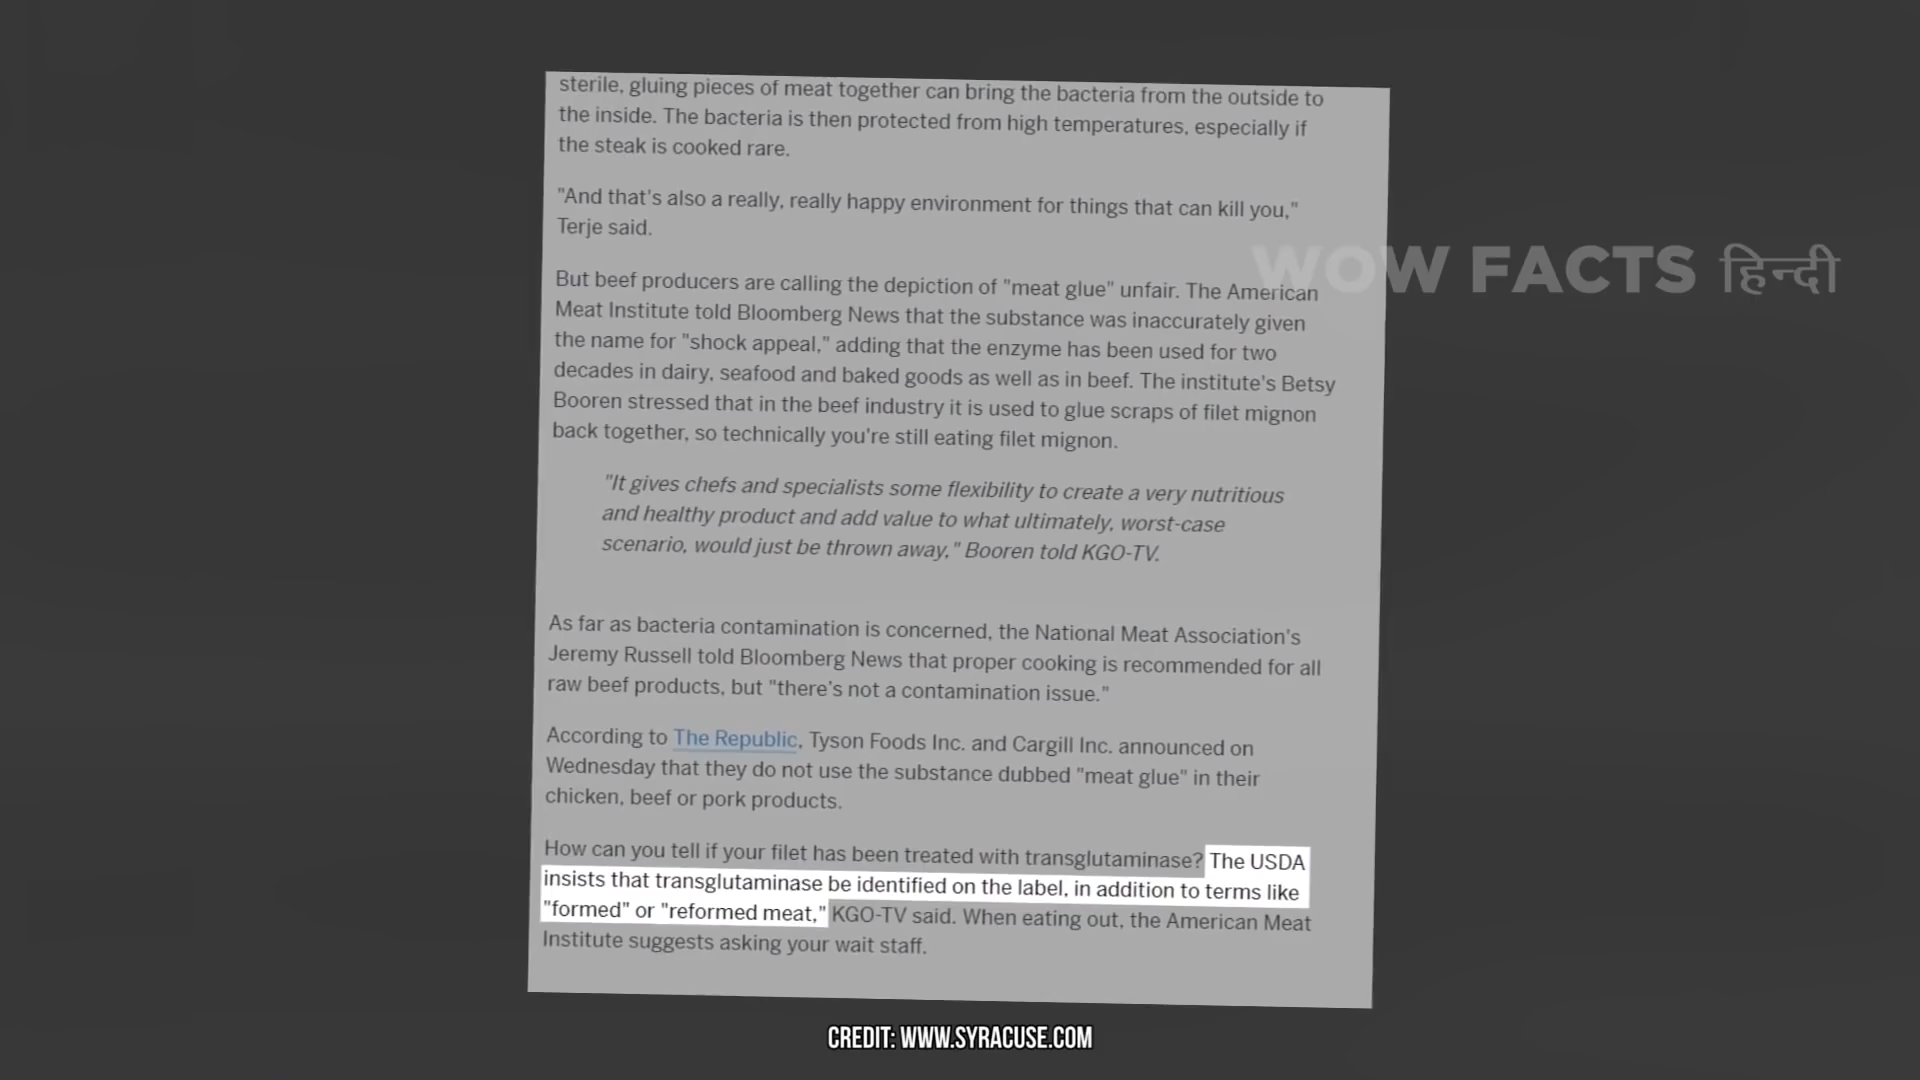 sterile, gluing pieces of meat together can bring the bacteria from the outside to
the inside. The bacteria is then protected from high temperatures, especially if
the steak is cooked rare.
"And that's also a really, really happy environment for things that can kill you,"
Terje said.
WOW FACTS हिन्दी
But beef producers are calling the depiction of "meat glue" unfair. The American
Meat Institute told Bloomberg News that the substance was inaccurately given
the name for "shock appeal," adding that the enzyme has been used for two
decades in dairy, seafood and baked goods as well as in beef. The institute's Betsy
Booren stressed that in the beef industry it is used to glue scraps of filet mignon
back together, so technically you're still eating filet mignon.
"It gives chefs and specialists some flexibility to create a very nutritious
and healthy product and add value to what ultimately, worst-case
scenario, would just be thrown away," Booren told KGO-TV.
As far as bacteria contamination is concerned, the National Meat Association's
Jeremy Russell told Bloomberg News that proper cooking is recommended for all
raw beef products, but "there's not a contamination issue."
According to The Republic, Tyson Foods Inc. and Cargill Inc. announced on
Wednesday that they do not use the substance dubbed "meat glue" in their
chicken, beef or pork products.
How can you tell if your filet has been treated with transglutaminase? The USDA
insists that transglutaminase be identified on the label, in addition to terms like
"formed" or "reformed meat," KGO-TV said. When eating out, the American Meat
Institute suggests asking your wait staff.
CREDIT: WWW.SYRACUSE.COM